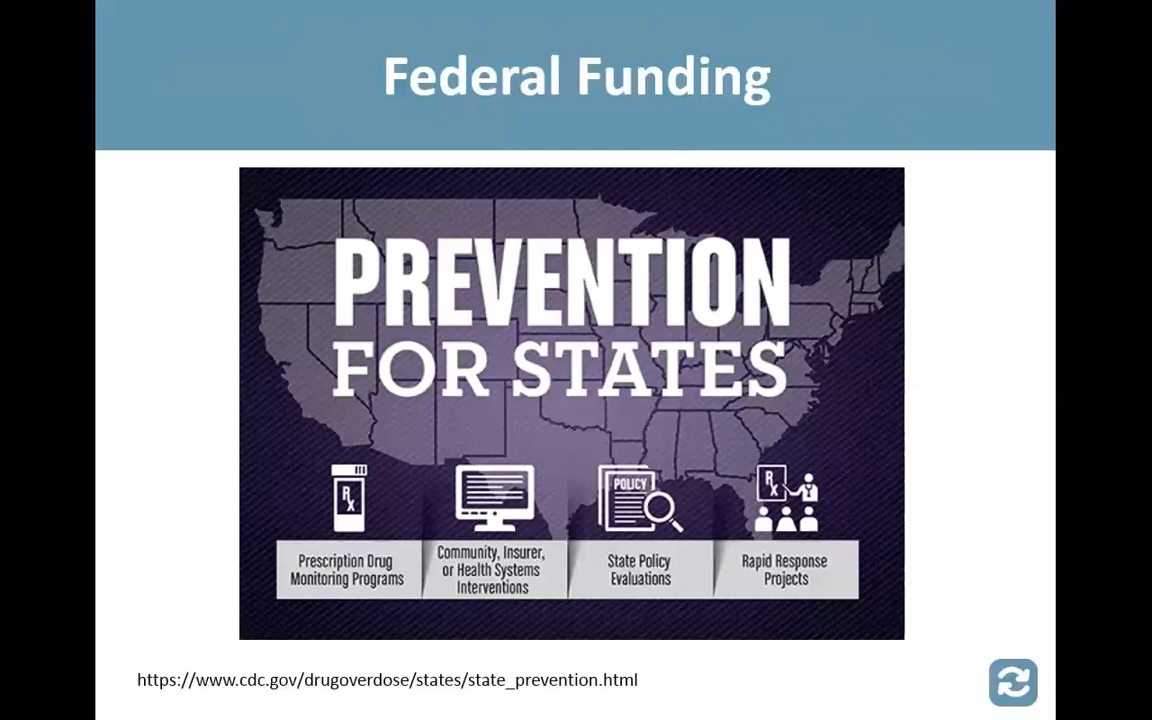 Federal Funding
PREVENTION
FOR STATES
Rx
POLICY
Rx
Prescription Drug
Monitoring Programs
Community, Insurer,
or Health Systems
Interventions
State Policy
Evaluations
Rapid Response
Projects
https://www.cdc.gov/drugoverdose/states/state_prevention.html